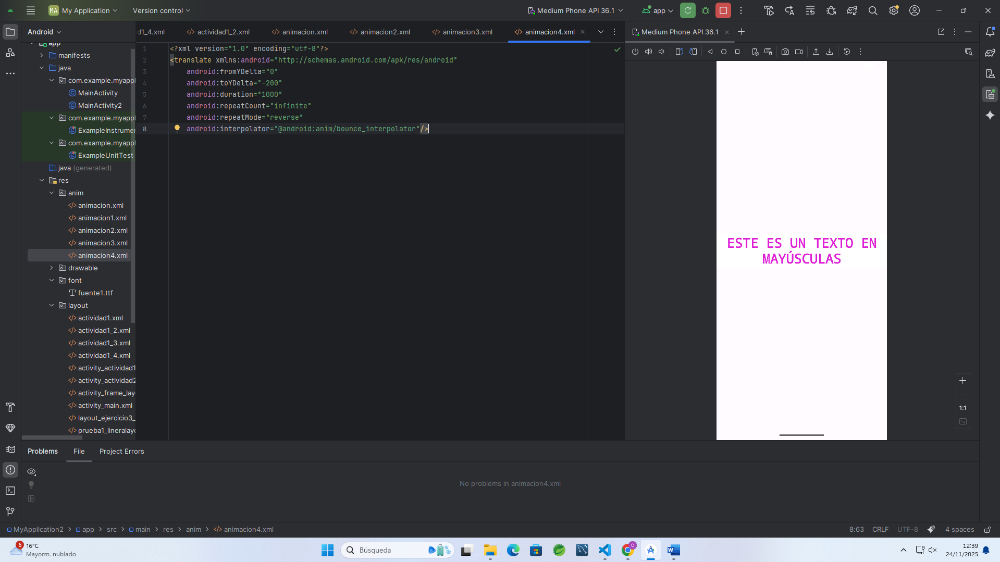 MA My Application
Version control
Medium Phone API 36.1
app
Android
d1_4.xml
actividad1_2.xml
animacion.xml
animacion2.xml
animacion3.xml
animacion4.xml
Medium Phone API 36.1
app
manifests
java
com.example.myappl
MainActivity
MainActivity2
com.example.myappl
ExampleInstrumen
com.example.myappl
ExampleUnitTest
java (generated)
res
anim
animacion.xml
animacion1.xml
animacion2.xml
animacion3.xml
animacion4.xml
drawable
font
fuente1.ttf
layout
actividad1.xml
actividad1_2.xml
actividad1_3.xml
actividad1_4.xml
activity_actividad1
activity_actividad2
activity_frame_layo
activity_main.xml
layout_ejercicio3_
prueba1_lineralayo
1 <?xml version="1.0" encoding="utf-8"?>
2 <translate xmlns:android="http://schemas.android.com/apk/res/android"
3 android:fromYDelta="0"
4 android:toYDelta="-200"
5 android:duration="1000"
6 android:repeatCount="infinite"
7 android:repeatMode="reverse"
8 android:interpolator="@android:anim/bounce_interpolator"/>
ESTE ES UN TEXTO EN
MAYÚSCULAS
1:1
Problems
File
Project Errors
No problems in animacion4.xml
MyApplication2 > app > src > main > res > anim > animacion4.xml
8:63
CRLF
UTF-8
4 spaces
6
16°C
Mayorm. nublado
Búsqueda
C
12:39
24/11/2025